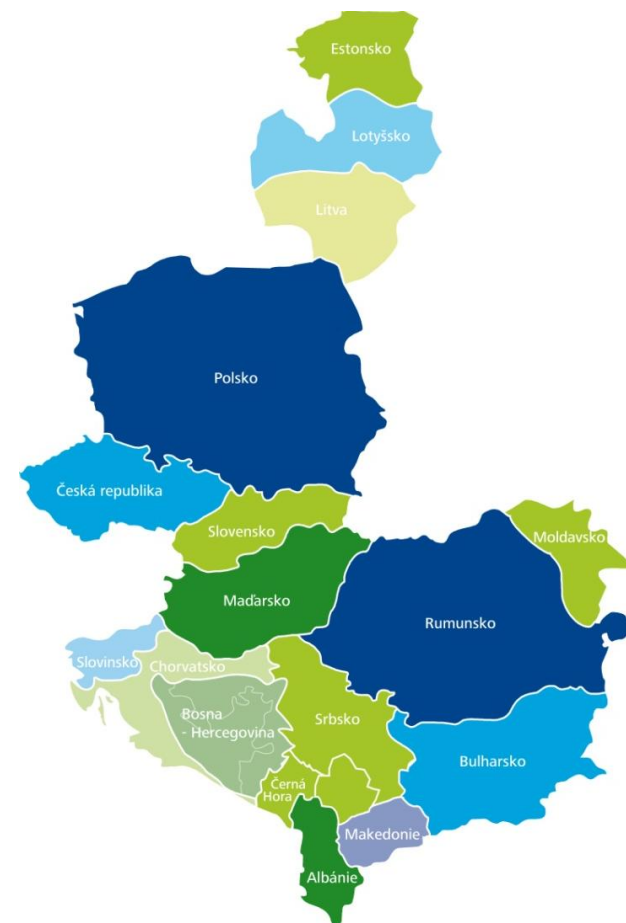 Estonsko
Lotyšsko
Litva
Polsko
Česká republika
Slovensko
Moldavsko
Maďarsko
Rumunsko
Slovinsko
Chorvatsko
Bosna
- Hercegovina
Srbsko
Bulharsko
Černá
Hora
Makedonie
Albánie